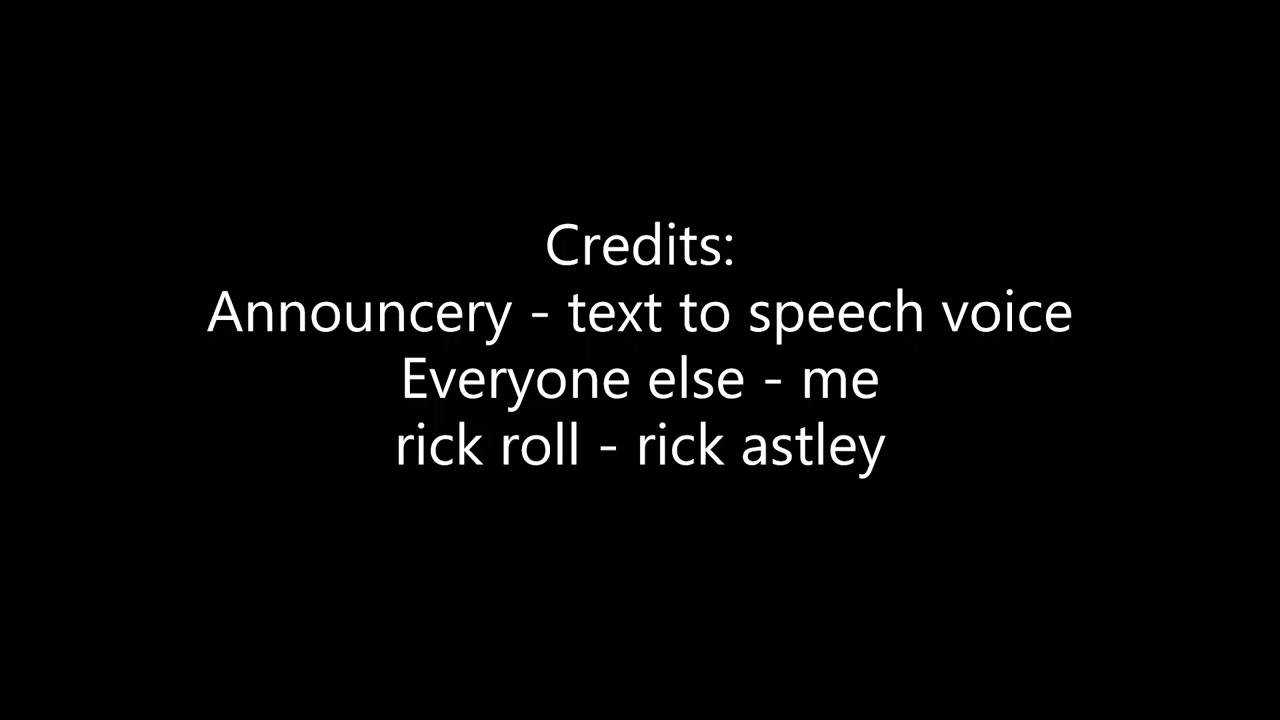 Credits:
Announcery - text to speech voice
Everyone else - me
rick roll - rick astley